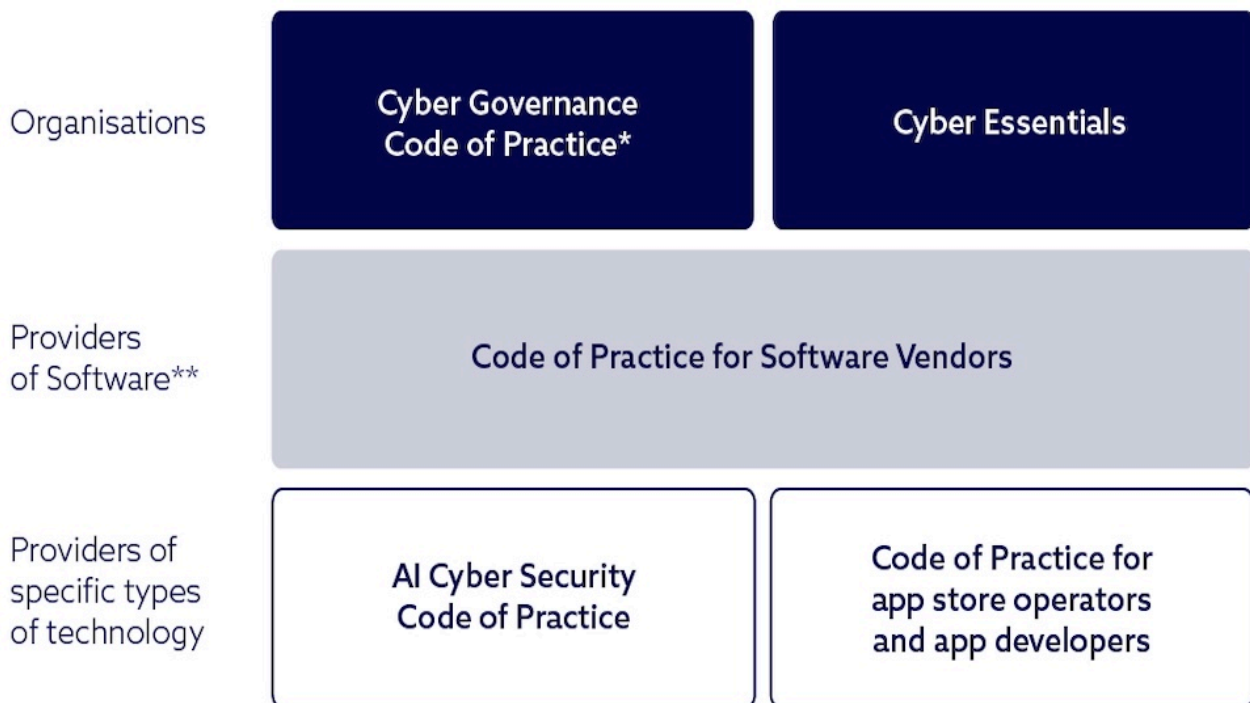 Organisations
Cyber Governance
Code of Practice*
Cyber Essentials
Providers
of Software**
Code of Practice for Software Vendors
Providers of
specific types
of technology
AI Cyber Security
Code of Practice
Code of Practice for
app store operators
and app developers